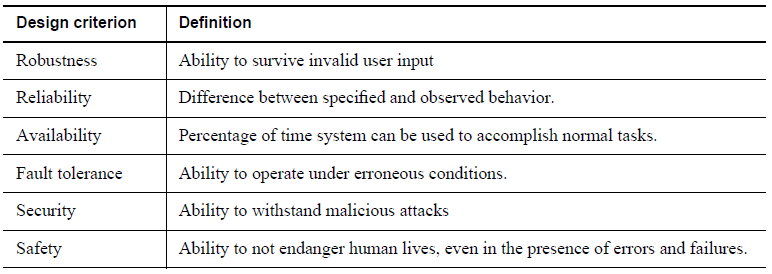 Design criterion Definition
Robustness Ability to survive invalid user input
Reliability Difference between specified and observed behavior.
Availability Percentage of time system can be used to accomplish normal tasks.
Fault tolerance Ability to operate under erroneous conditions.
Security Ability to withstand malicious attacks
Safety Ability to not endanger human lives, even in the presence of errors and failures.